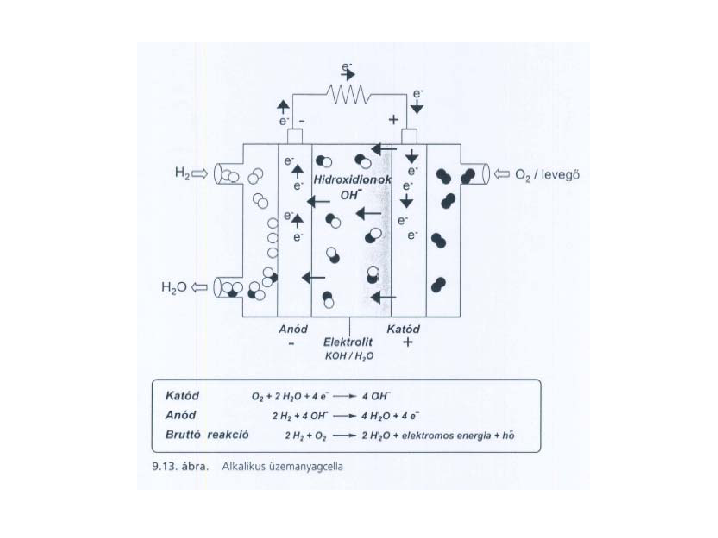 e⁻
e⁻
e⁻ - +
H₂
e⁻
e⁻
Hidroxidionok
OH⁻
e⁻
e⁻
O₂ / levegő
e⁻
e⁻
e⁻
e⁻
H₂O
Anód
-
Elektrolit
KOH / H₂O
Katód
+
Katód O₂ + 2 H₂O + 4 e⁻ → 4 OH⁻
Anód 2 H₂ + 4 OH⁻ → 4 H₂O + 4 e⁻
Bruttó reakció 2 H₂ + O₂ → 2 H₂O + elektromos energia + hő
9.13. ábra. Alkalikus üzemanyagcella